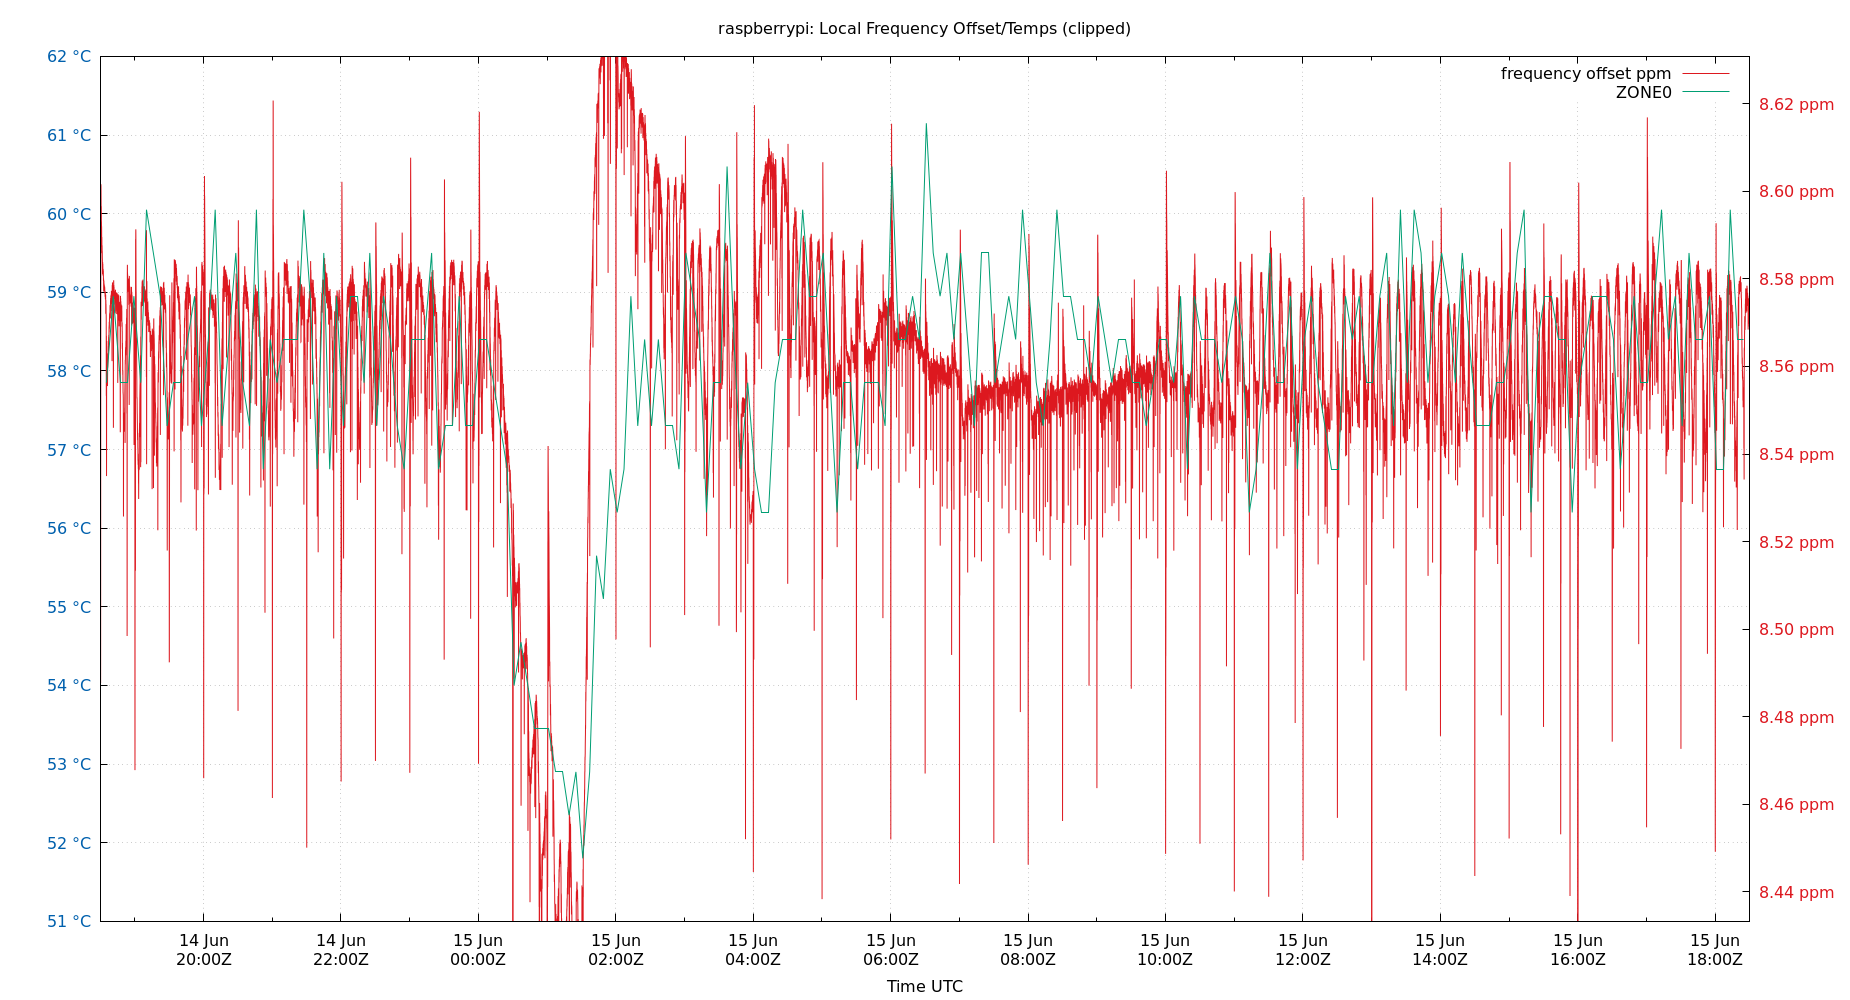 raspberrypi: Local Frequency Offset/Temps (clipped)
frequency offset ppm
ZONE0
62 °C
61 °C
60 °C
59 °C
58 °C
57 °C
56 °C
55 °C
54 °C
53 °C
52 °C
51 °C
8.62 ppm
8.60 ppm
8.58 ppm
8.56 ppm
8.54 ppm
8.52 ppm
8.50 ppm
8.48 ppm
8.46 ppm
8.44 ppm
14 Jun
20:00Z
14 Jun
22:00Z
15 Jun
00:00Z
15 Jun
02:00Z
15 Jun
04:00Z
15 Jun
06:00Z
15 Jun
08:00Z
15 Jun
10:00Z
15 Jun
12:00Z
15 Jun
14:00Z
15 Jun
16:00Z
15 Jun
18:00Z
Time UTC